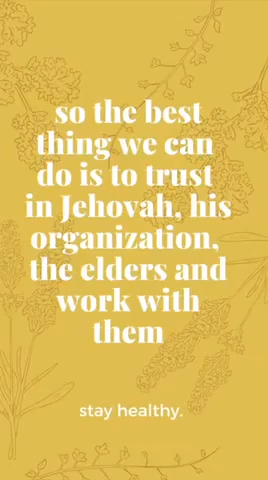 so the best
thing we can
do is to trust
in Jehovah, his
organization,
the elders and
work with
them
stay healthy.